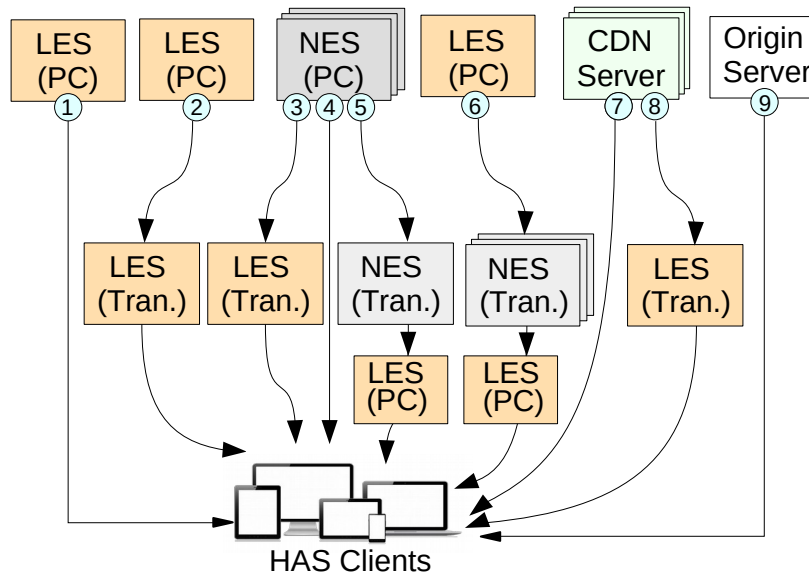 LES
(PC)
LES
(PC)
NES
(PC)
LES
(PC)
CDN
Server
Origin
Server
1
2
3
4
5
6
7
8
9
LES
(Tran.)
LES
(Tran.)
NES
(Tran.)
NES
(Tran.)
LES
(Tran.)
LES
(PC)
LES
(PC)
HAS Clients